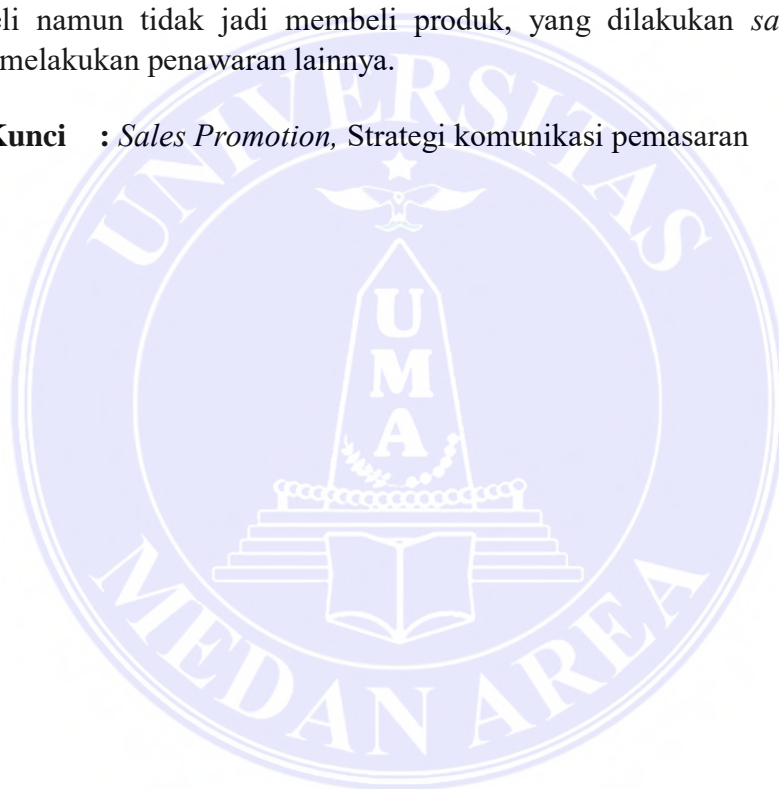 eli namun tidak jadi membeli produk, yang dilakukan sa
melakukan penawaran lainnya.
Kunci : Sales Promotion, Strategi komunikasi pemasaran
UNIVERSITAS
UMA
MEDAN AREA